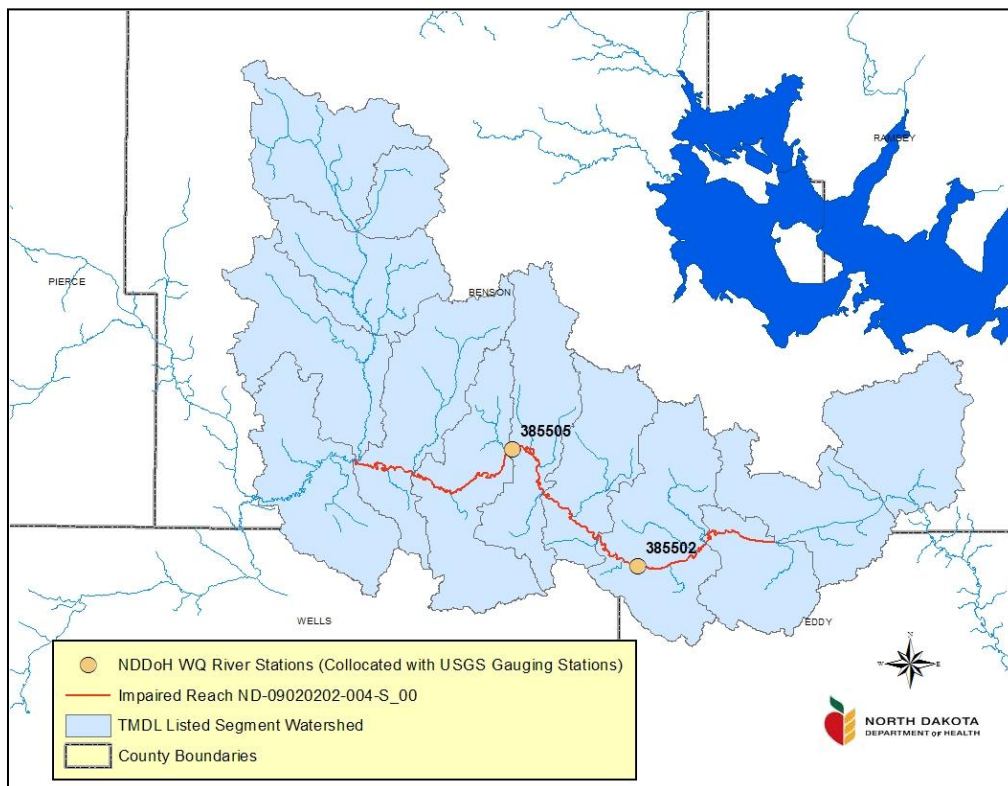 RAMSEY
PIERCE
BENSON
385505
385502
WELLS
EDDY
N
W
E
S
NDDoH WQ River Stations (Collocated with USGS Gauging Stations)
Impaired Reach ND-09020202-004-S_00
TMDL Listed Segment Watershed
County Boundaries
NORTH DAKOTA
DEPARTMENT of HEALTH